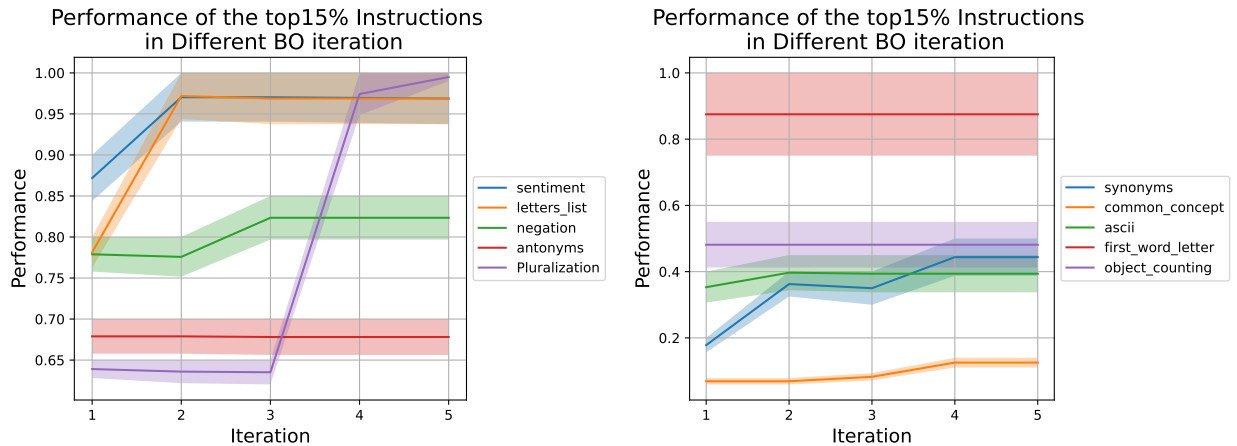 Performance of the top15% Instructions
in Different BO iteration
Performance
1.00
0.95
0.90
0.85
0.80
0.75
0.70
0.65
1
2
3
4
5
Iteration
sentiment
letters_list
negation
antonyms
Pluralization
Performance of the top15% Instructions
in Different BO iteration
Performance
1.0
0.8
0.6
0.4
0.2
1
2
3
4
5
Iteration
synonyms
common_concept
ascii
first_word_letter
object_counting